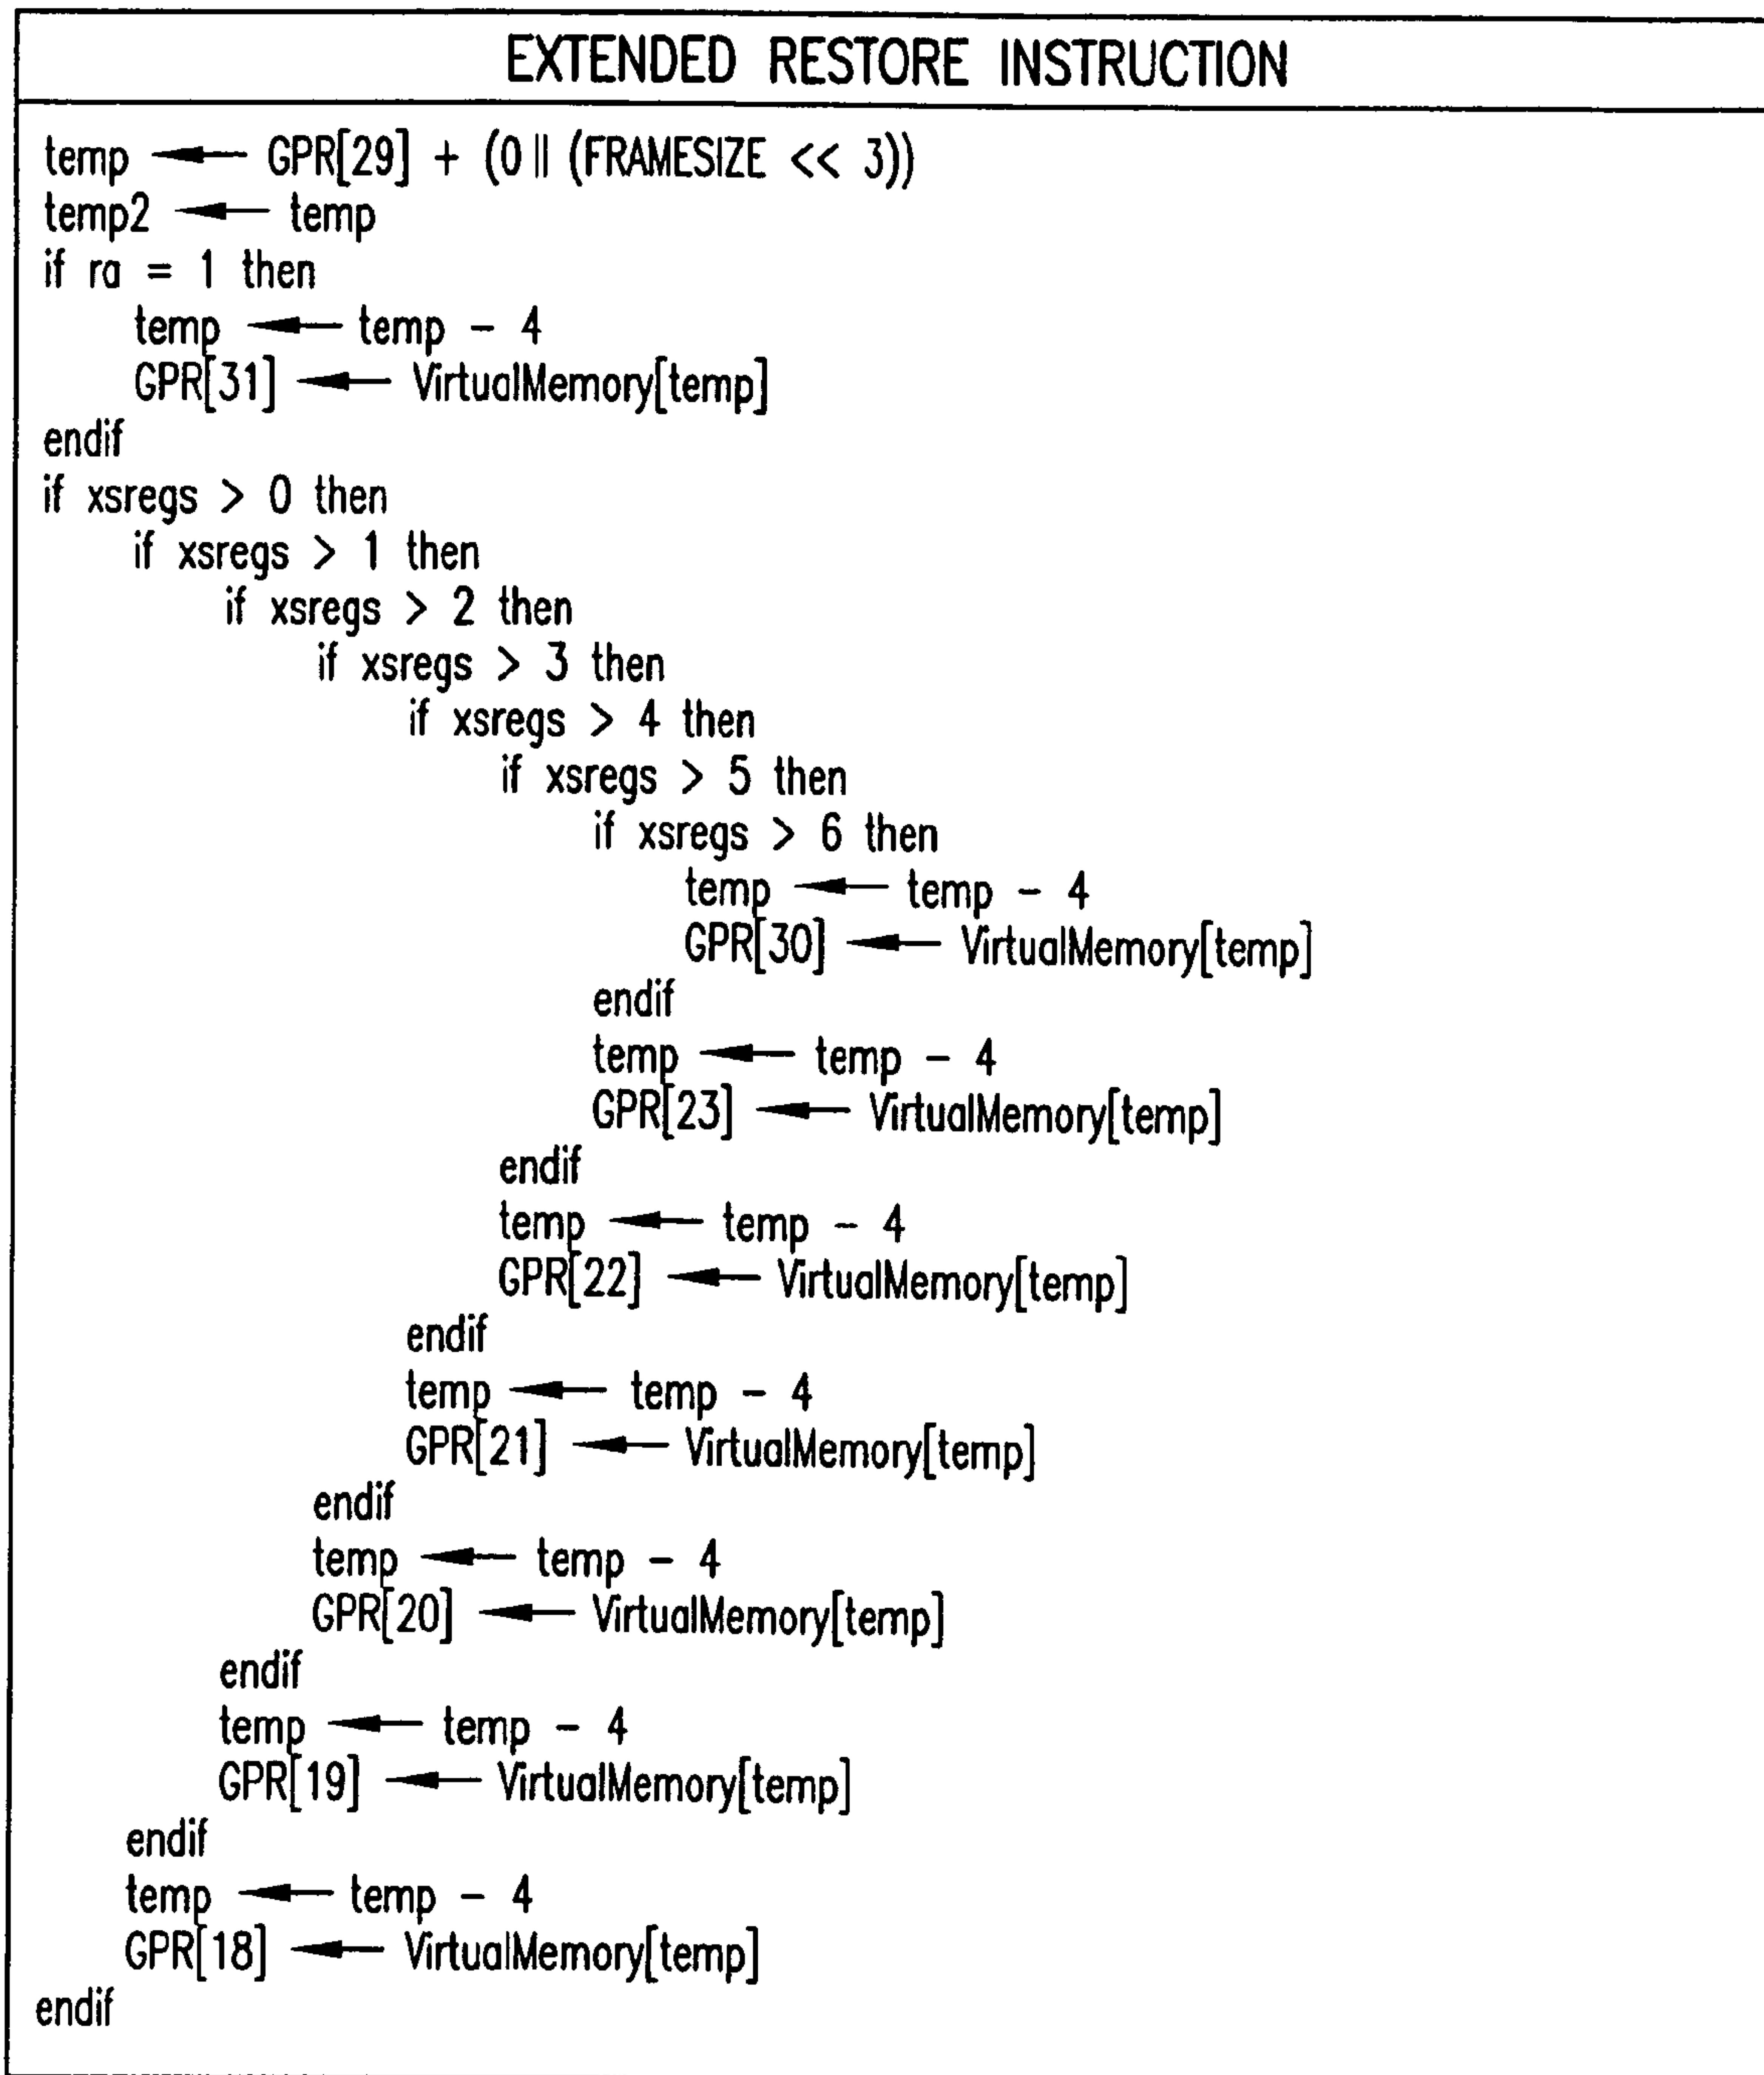 EXTENDED RESTORE INSTRUCTION
temp ← GPR[29] + (0 || (FRAMESIZE << 3))
temp2 ← temp
if ra = 1 then
temp ← temp - 4
GPR[31] ← VirtualMemory[temp]
endif
if xsregs > 0 then
if xsregs > 1 then
if xsregs > 2 then
if xsregs > 3 then
if xsregs > 4 then
if xsregs > 5 then
if xsregs > 6 then
temp ← temp - 4
GPR[30] ← VirtualMemory[temp]
endif
temp ← temp - 4
GPR[23] ← VirtualMemory[temp]
endif
temp ← temp - 4
GPR[22] ← VirtualMemory[temp]
endif
temp ← temp - 4
GPR[21] ← VirtualMemory[temp]
endif
temp ← temp - 4
GPR[20] ← VirtualMemory[temp]
endif
temp ← temp - 4
GPR[19] ← VirtualMemory[temp]
endif
temp ← temp - 4
GPR[18] ← VirtualMemory[temp]
endif